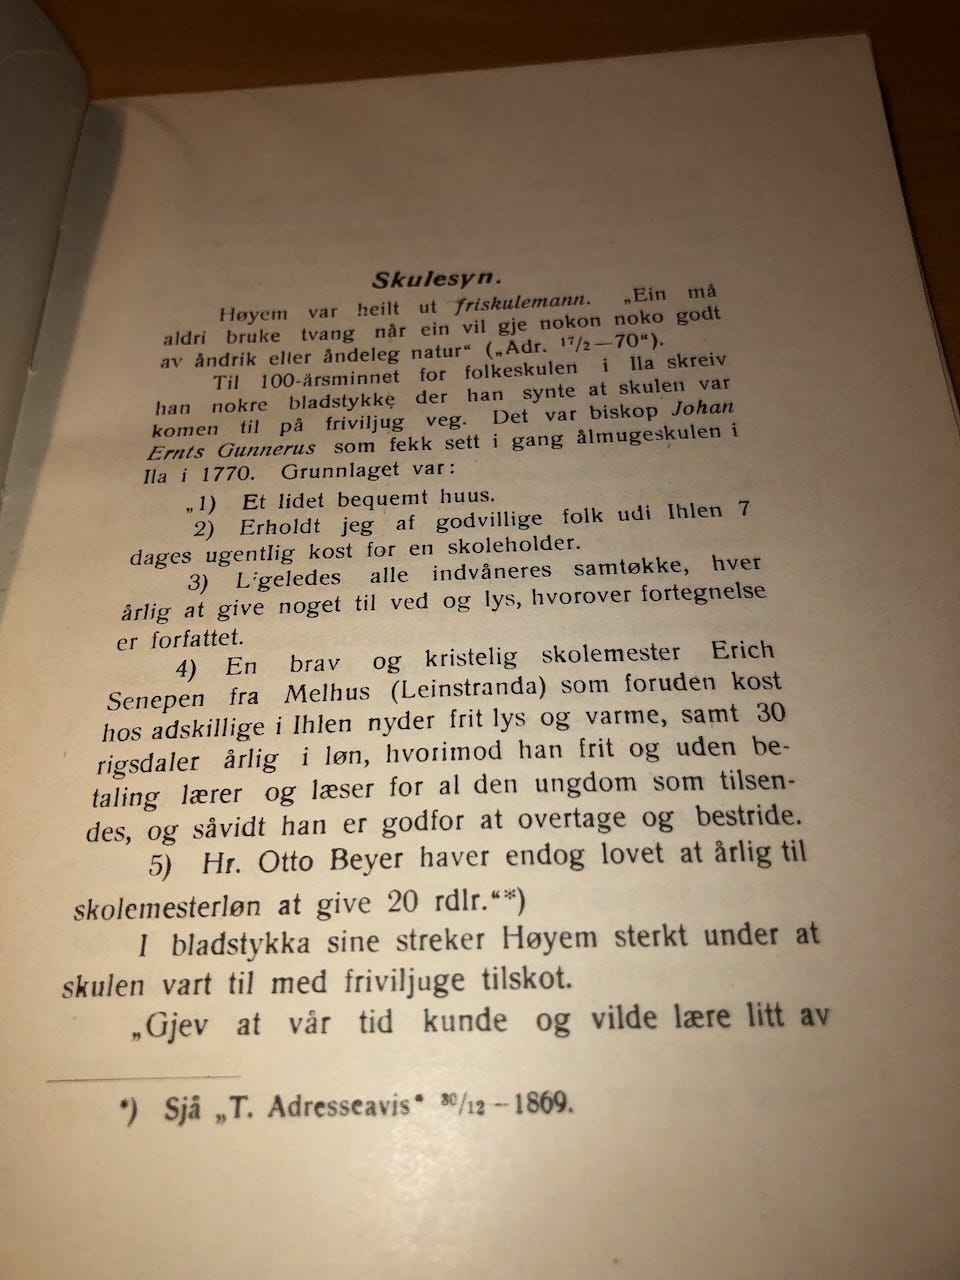 Skulesyn.
Høyem var heilt ut friskulemann. „Ein må
aldri bruke tvang når ein vil gje nokon noko godt
av åndrik eller åndeleg natur“ („Adr. 17/2—70“).
Til 100-årsminnet for folkeskulen i Ila skreiv
han nokre bladstykke der han synte at skulen var
komen til på friviljug veg. Det var biskop Johan
Ernts Gunnerus som fekk sett i gang ålmugeskulen i
Ila i 1770. Grunnlaget var:
„1) Et lidet bequemt huus.
2) Erholdt jeg af godvillige folk udi Ihlen 7
dages ugentlig kost for en skoleholder.
3) Ligeledes alle indvåneres samtøkke, hver
årlig at give noget til ved og lys, hvorover fortegnelse
er forfattet.
4) En brav og kristelig skolemester Erich
Senepen fra Melhus (Leinstranda) som foruden kost
hos adskillige i Ihlen nyder frit lys og varme, samt 30
rigsdaler årlig i løn, hvorimod han frit og uden be-
taling lærer og læser for al den ungdom som tilsen-
des, og såvidt han er godfor at overtage og bestride.
5) Hr. Otto Beyer haver endog lovet at årlig til
skolemesterløn at give 20 rdlr.“*)
I bladstykka sine streker Høyem sterkt under at
skulen vart til med friviljuge tilskot.
„Gjev at vår tid kunde og vilde lære litt av
*) Sjå „T. Adresseavis“ 30/12 – 1869.